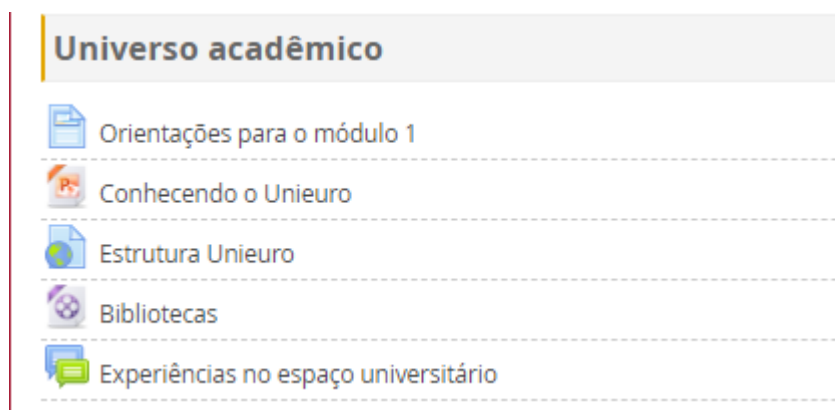 Universo acadêmico
Orientações para o módulo 1
Conhecendo o Unieuro
Estrutura Unieuro
Bibliotecas
Experiências no espaço universitário